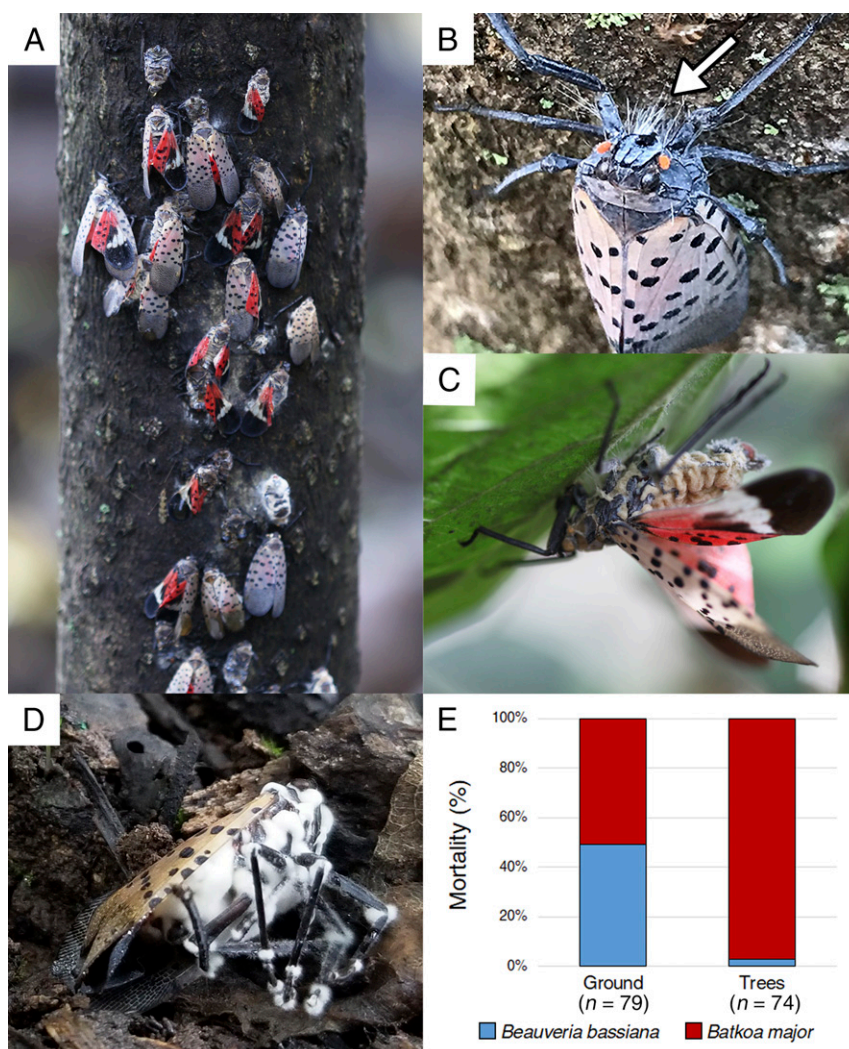 A
B
C
D
E
Mortality (%)
100%
80%
60%
40%
20%
0%
Ground
(n = 79)
Trees
(n = 74)
Beauveria bassiana
Batkoa major